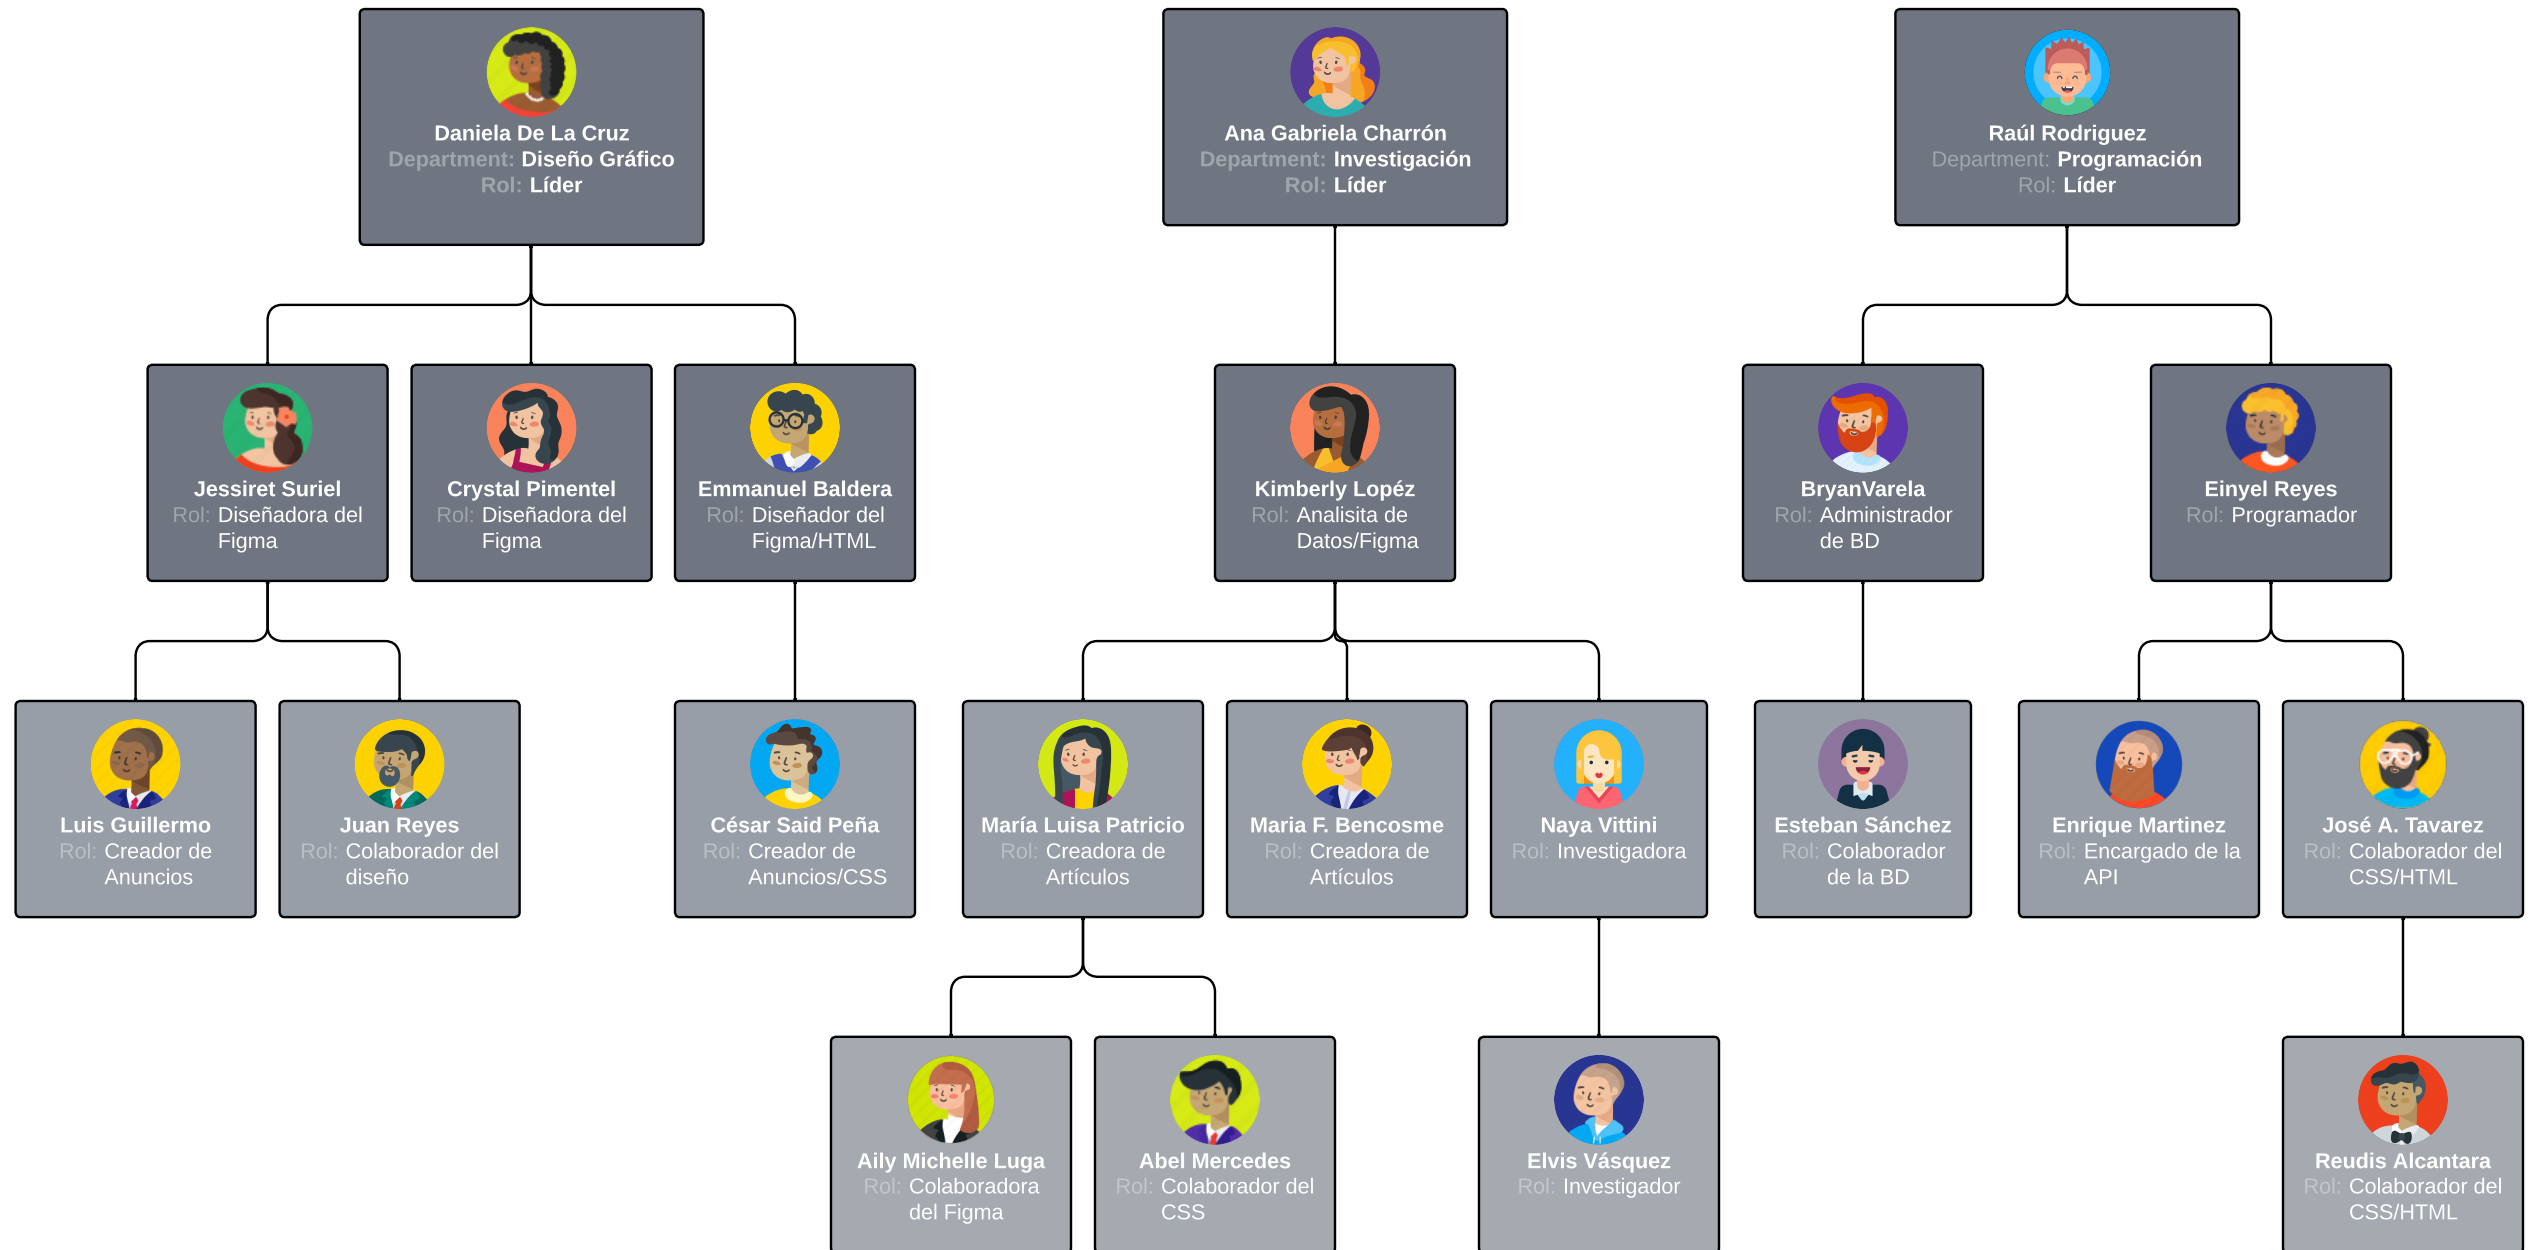 Daniela De La Cruz
Department: Diseño Gráfico
Rol: Líder
Ana Gabriela Charrón
Department: Investigación
Rol: Líder
Raúl Rodriguez
Department: Programación
Rol: Líder
Jessiret Suriel
Rol: Diseñadora del
Figma
Crystal Pimentel
Rol: Diseñadora del
Figma
Emmanuel Baldera
Rol: Diseñador del
Figma/HTML
Kimberly Lopéz
Rol: Analisita de
Datos/Figma
BryanVarela
Rol: Administrador
de BD
Einyel Reyes
Rol: Programador
Luis Guillermo
Rol: Creador de
Anuncios
Juan Reyes
Rol: Colaborador del
diseño
César Said Peña
Rol: Creador de
Anuncios/CSS
María Luisa Patricio
Rol: Creadora de
Artículos
Maria F. Bencosme
Rol: Creadora de
Artículos
Naya Vittini
Rol: Investigadora
Esteban Sánchez
Rol: Colaborador
de la BD
Enrique Martinez
Rol: Encargado de la
API
José A. Tavarez
Rol: Colaborador del
CSS/HTML
Aily Michelle Luga
Rol: Colaboradora
del Figma
Abel Mercedes
Rol: Colaborador del
CSS
Elvis Vásquez
Rol: Investigador
Reudis Alcantara
Rol: Colaborador del
CSS/HTML